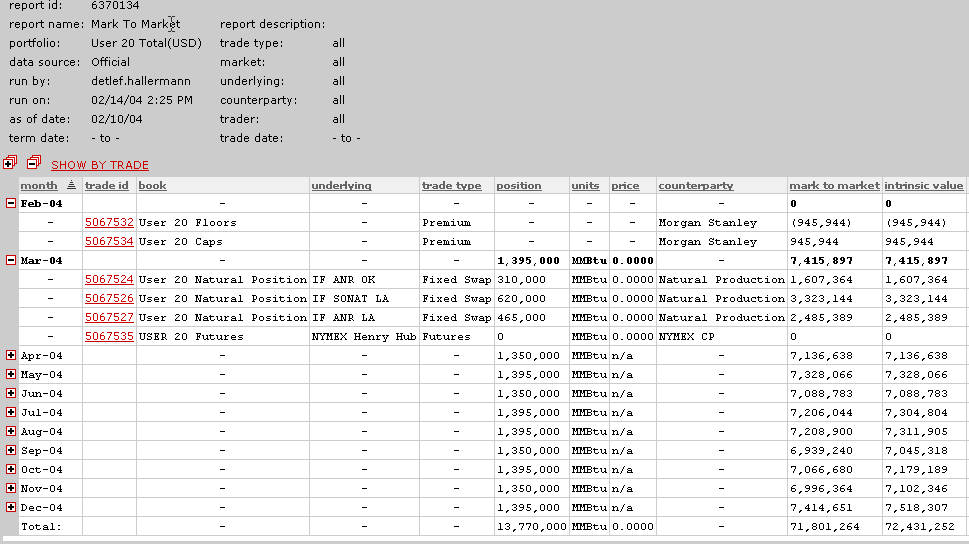 report id: 6370134
report name: Mark To Market report description:
portfolio: User 20 Total(USD) trade type: all
data source: Official market: all
run by: detlef.hallermann underlying: all
run on: 02/14/04 2:25 PM counterparty: all
as of date: 02/10/04 trader: all
term date: - to - trade date: - to -
SHOW BY TRADE
month trade id book underlying trade type position units price counterparty mark to market intrinsic value
Feb-04 - - - - - - - 0 0
- 5067532 User 20 Floors - Premium - - - Morgan Stanley (945,944) (945,944)
- 5067534 User 20 Caps - Premium - - - Morgan Stanley 945,944 945,944
Mar-04 - - - 1,395,000 MMBtu 0.0000 - 7,415,897 7,415,897
- 5067524 User 20 Natural Position IF ANR OK Fixed Swap 310,000 MMBtu 0.0000 Natural Production 1,607,364 1,607,364
- 5067526 User 20 Natural Position IF SONAT LA Fixed Swap 620,000 MMBtu 0.0000 Natural Production 3,323,144 3,323,144
- 5067527 User 20 Natural Position IF ANR LA Fixed Swap 465,000 MMBtu 0.0000 Natural Production 2,485,389 2,485,389
- 5067535 USER 20 Futures NYMEX Henry Hub Futures 0 MMBtu 0.0000 NYMEX CP 0 0
Apr-04 - - - 1,350,000 MMBtu n/a - 7,136,638 7,136,638
May-04 - - - 1,395,000 MMBtu n/a - 7,328,066 7,328,066
Jun-04 - - - 1,350,000 MMBtu n/a - 7,088,783 7,088,783
Jul-04 - - - 1,395,000 MMBtu n/a - 7,206,044 7,304,804
Aug-04 - - - 1,395,000 MMBtu n/a - 7,208,900 7,311,905
Sep-04 - - - 1,350,000 MMBtu n/a - 6,939,240 7,045,318
Oct-04 - - - 1,395,000 MMBtu n/a - 7,066,680 7,179,189
Nov-04 - - - 1,350,000 MMBtu n/a - 6,996,364 7,102,346
Dec-04 - - - 1,395,000 MMBtu n/a - 7,414,651 7,518,307
Total: - - - 13,770,000 MMBtu 0.0000 - 71,801,264 72,431,252